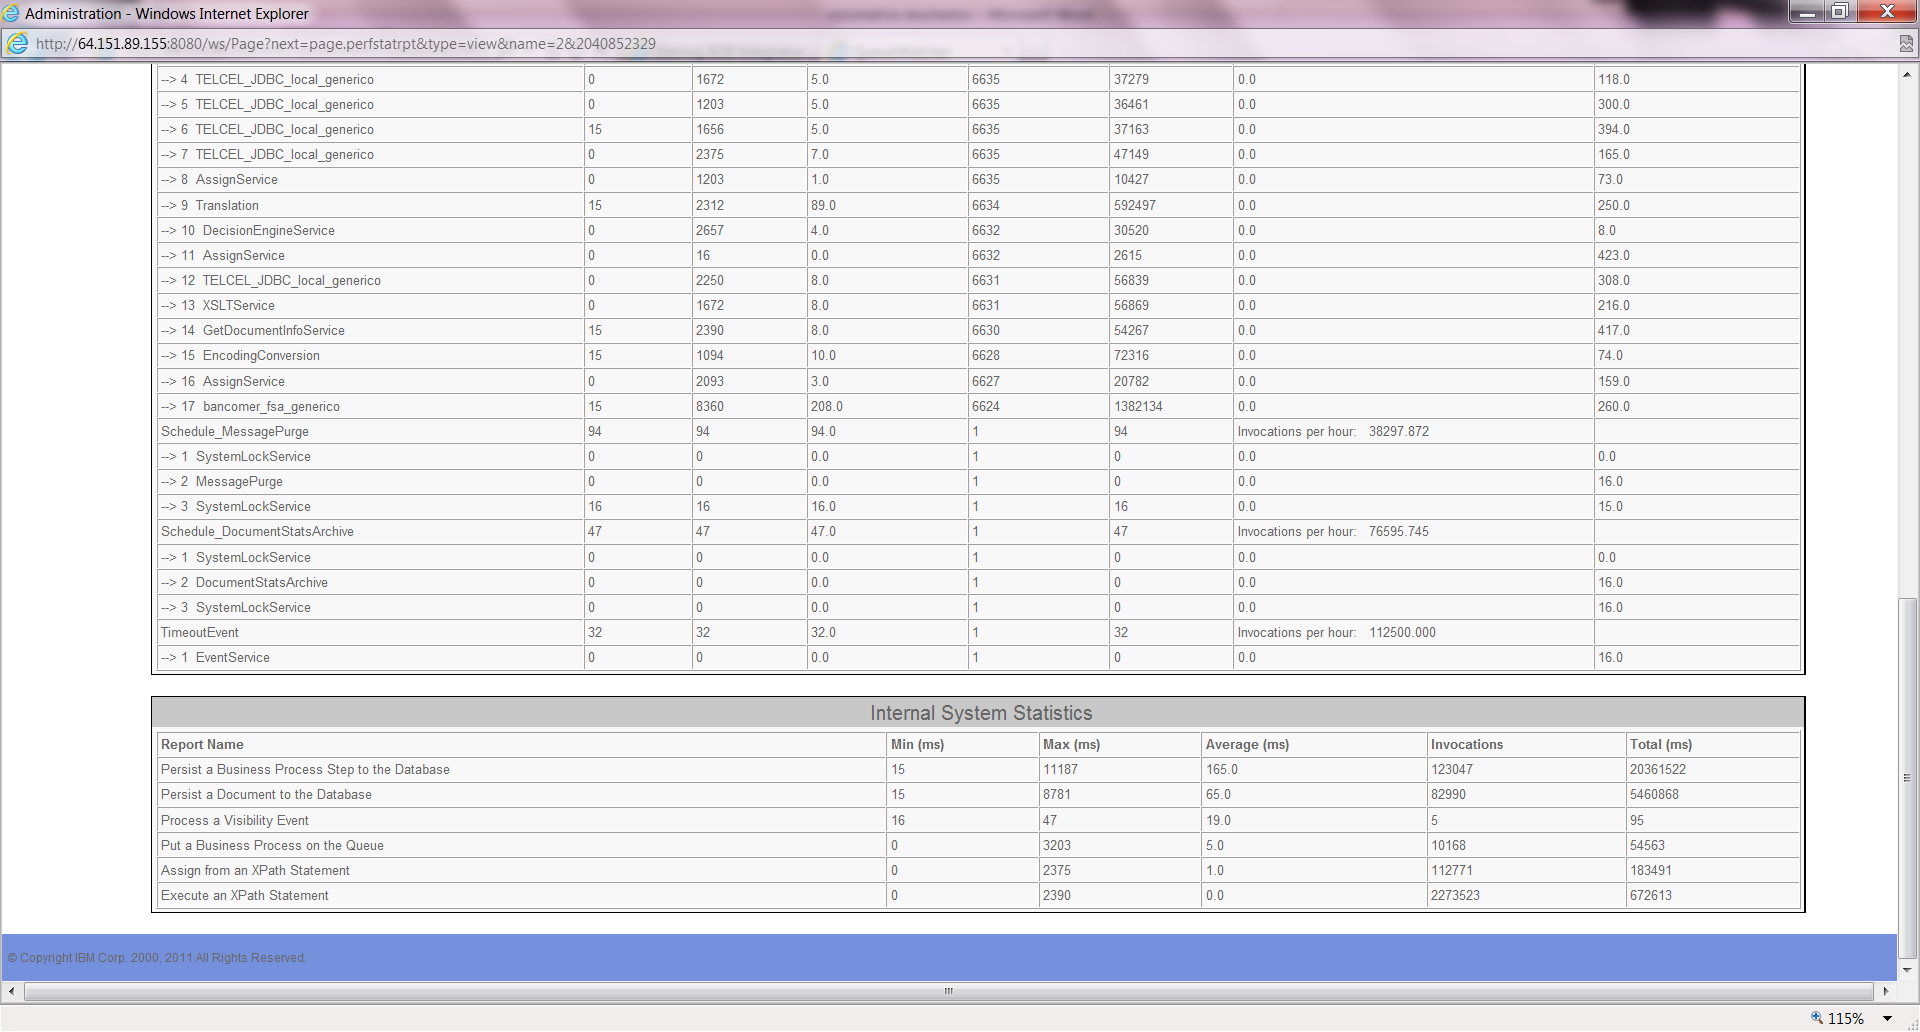 Administration - Windows Internet Explorer
http://64.151.89.155:8080/ws/Page?next=page.perfstatrpt&type=view&name=2&2040852329
--> 4 TELCEL_JDBC_local_generico 0 1672 5.0 6635 37279 0.0 118.0
--> 5 TELCEL_JDBC_local_generico 0 1203 5.0 6635 36461 0.0 300.0
--> 6 TELCEL_JDBC_local_generico 15 1656 5.0 6635 37163 0.0 394.0
--> 7 TELCEL_JDBC_local_generico 0 2375 7.0 6635 47149 0.0 165.0
--> 8 AssignService 0 1203 1.0 6635 10427 0.0 73.0
--> 9 Translation 15 2312 89.0 6634 592497 0.0 250.0
--> 10 DecisionEngineService 0 2657 4.0 6632 30520 0.0 8.0
--> 11 AssignService 0 16 0.0 6632 2615 0.0 423.0
--> 12 TELCEL_JDBC_local_generico 0 2250 8.0 6631 56839 0.0 308.0
--> 13 XSLTService 0 1672 8.0 6631 56869 0.0 216.0
--> 14 GetDocumentInfoService 15 2390 8.0 6630 54267 0.0 417.0
--> 15 EncodingConversion 15 1094 10.0 6628 72316 0.0 74.0
--> 16 AssignService 0 2093 3.0 6627 20782 0.0 159.0
--> 17 bancomer_fsa_generico 15 8360 208.0 6624 1382134 0.0 260.0
Schedule_MessagePurge 94 94 94.0 1 94 Invocations per hour: 38297.872
--> 1 SystemLockService 0 0 0.0 1 0 0.0 0.0
--> 2 MessagePurge 0 0 0.0 1 0 0.0 16.0
--> 3 SystemLockService 16 16 16.0 1 16 0.0 15.0
Schedule_DocumentStatsArchive 47 47 47.0 1 47 Invocations per hour: 76595.745
--> 1 SystemLockService 0 0 0.0 1 0 0.0 0.0
--> 2 DocumentStatsArchive 0 0 0.0 1 0 0.0 16.0
--> 3 SystemLockService 0 0 0.0 1 0 0.0 16.0
TimeoutEvent 32 32 32.0 1 32 Invocations per hour: 112500.000
--> 1 EventService 0 0 0.0 1 0 0.0 16.0
Internal System Statistics
Report Name Min (ms) Max (ms) Average (ms) Invocations Total (ms)
Persist a Business Process Step to the Database 15 11187 165.0 123047 20361522
Persist a Document to the Database 15 8781 65.0 82990 5460868
Process a Visibility Event 16 47 19.0 5 95
Put a Business Process on the Queue 0 3203 5.0 10168 54563
Assign from an XPath Statement 0 2375 1.0 112771 183491
Execute an XPath Statement 0 2390 0.0 2273523 672613
© Copyright IBM Corp. 2000, 2011 All Rights Reserved.
115%